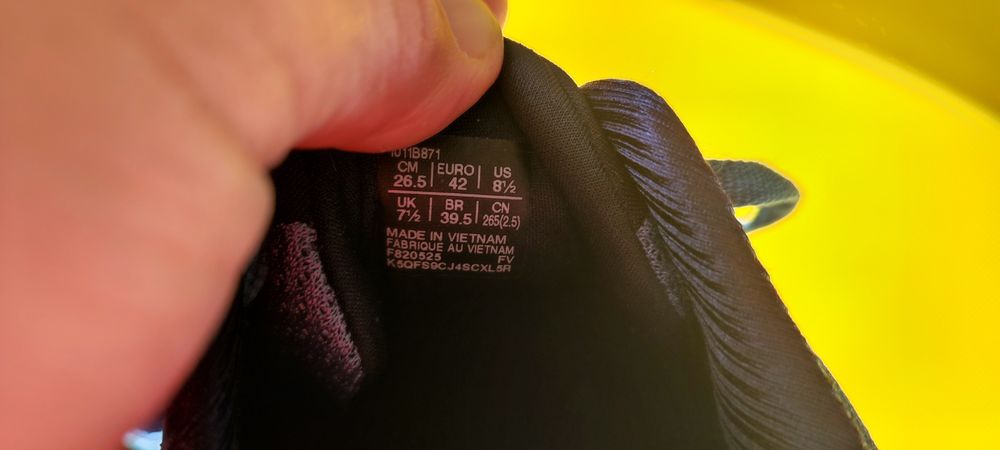 1011B871
CM | EURO | US
26.5 | 42 | 8½
UK | BR | CN
7½ | 39.5 | 265(2.5)
MADE IN VIETNAM
FABRIQUE AU VIETNAM
F820525 FV
K5QFS9CJ4SCXL5R